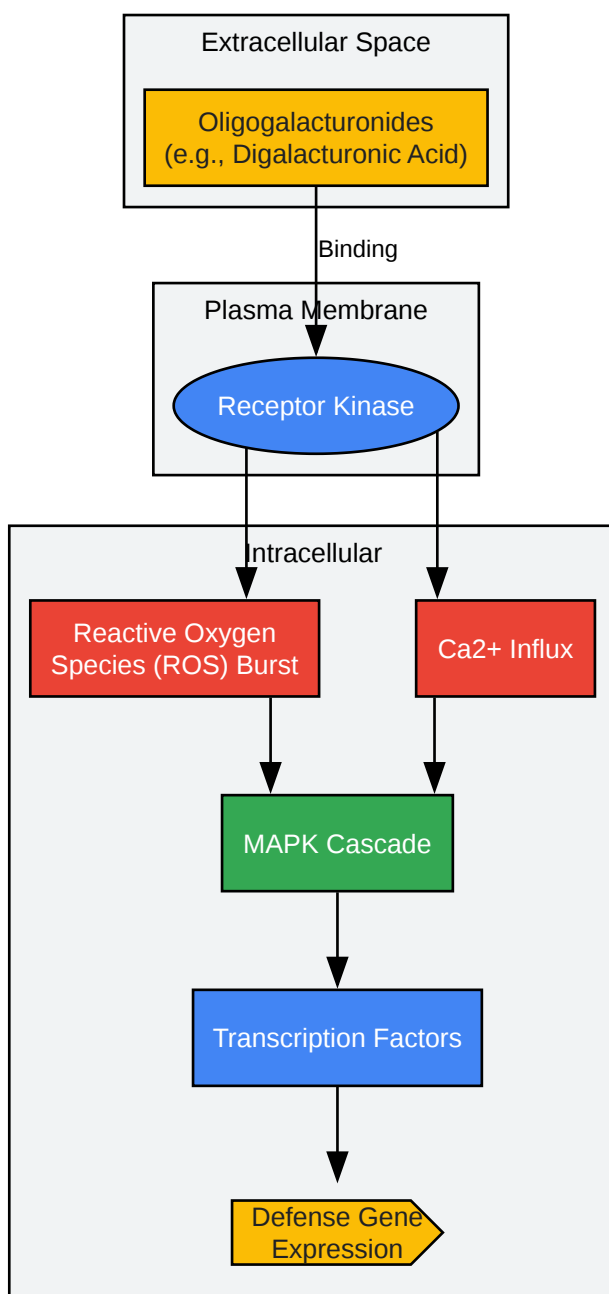 Extracellular Space
Oligogalacturonides
(e.g., Digalacturonic Acid)
Binding
Plasma Membrane
Receptor Kinase
Intracellular
Reactive Oxygen
Species (ROS) Burst
Ca2+ Influx
MAPK Cascade
Transcription Factors
Defense Gene
Expression